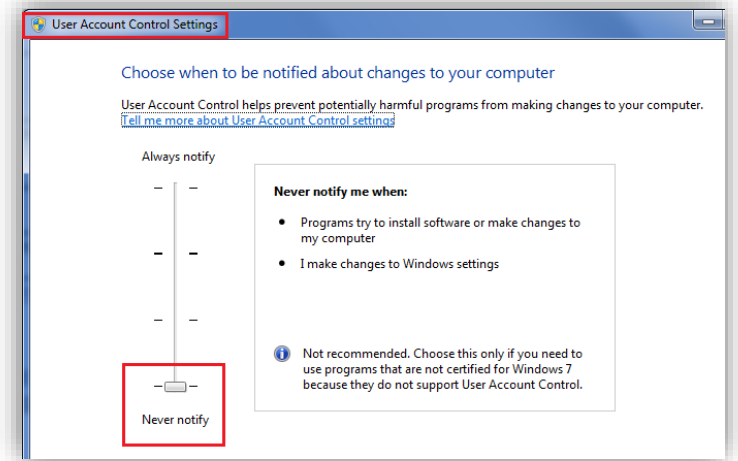 User Account Control Settings
Choose when to be notified about changes to your computer
User Account Control helps prevent potentially harmful programs from making changes to your computer.
Tell me more about User Account Control settings
Always notify
Never notify me when:
• Programs try to install software or make changes to
my computer
• I make changes to Windows settings
Not recommended. Choose this only if you need to
use programs that are not certified for Windows 7
because they do not support User Account Control.
Never notify